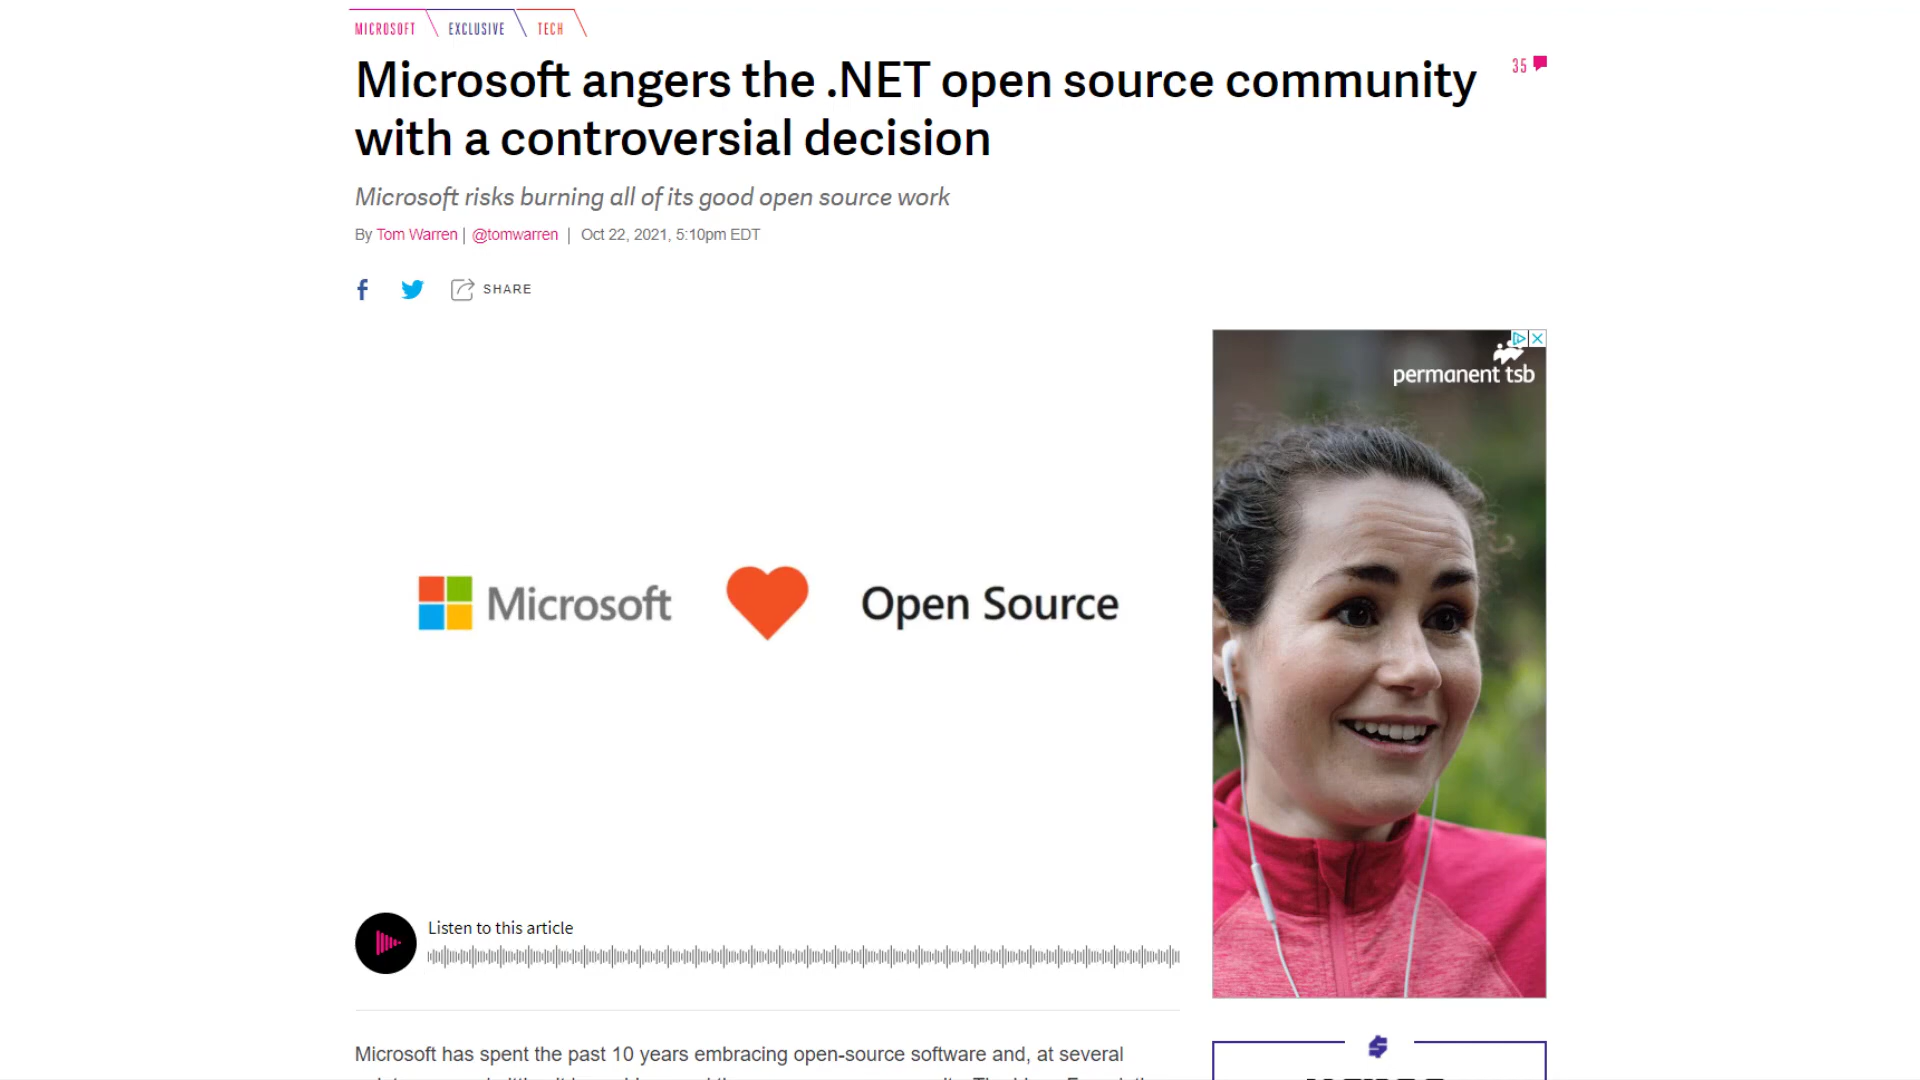 MICROSOFT
EXCLUSIVE
TECH
Microsoft angers the .NET open source community
with a controversial decision
35
Microsoft risks burning all of its good open source work
By Tom Warren | @tomwarren | Oct 22, 2021, 5:10pm EDT
SHARE
permanent tsb
Microsoft
Open Source
Listen to this article
Microsoft has spent the past 10 years embracing open-source software and, at several